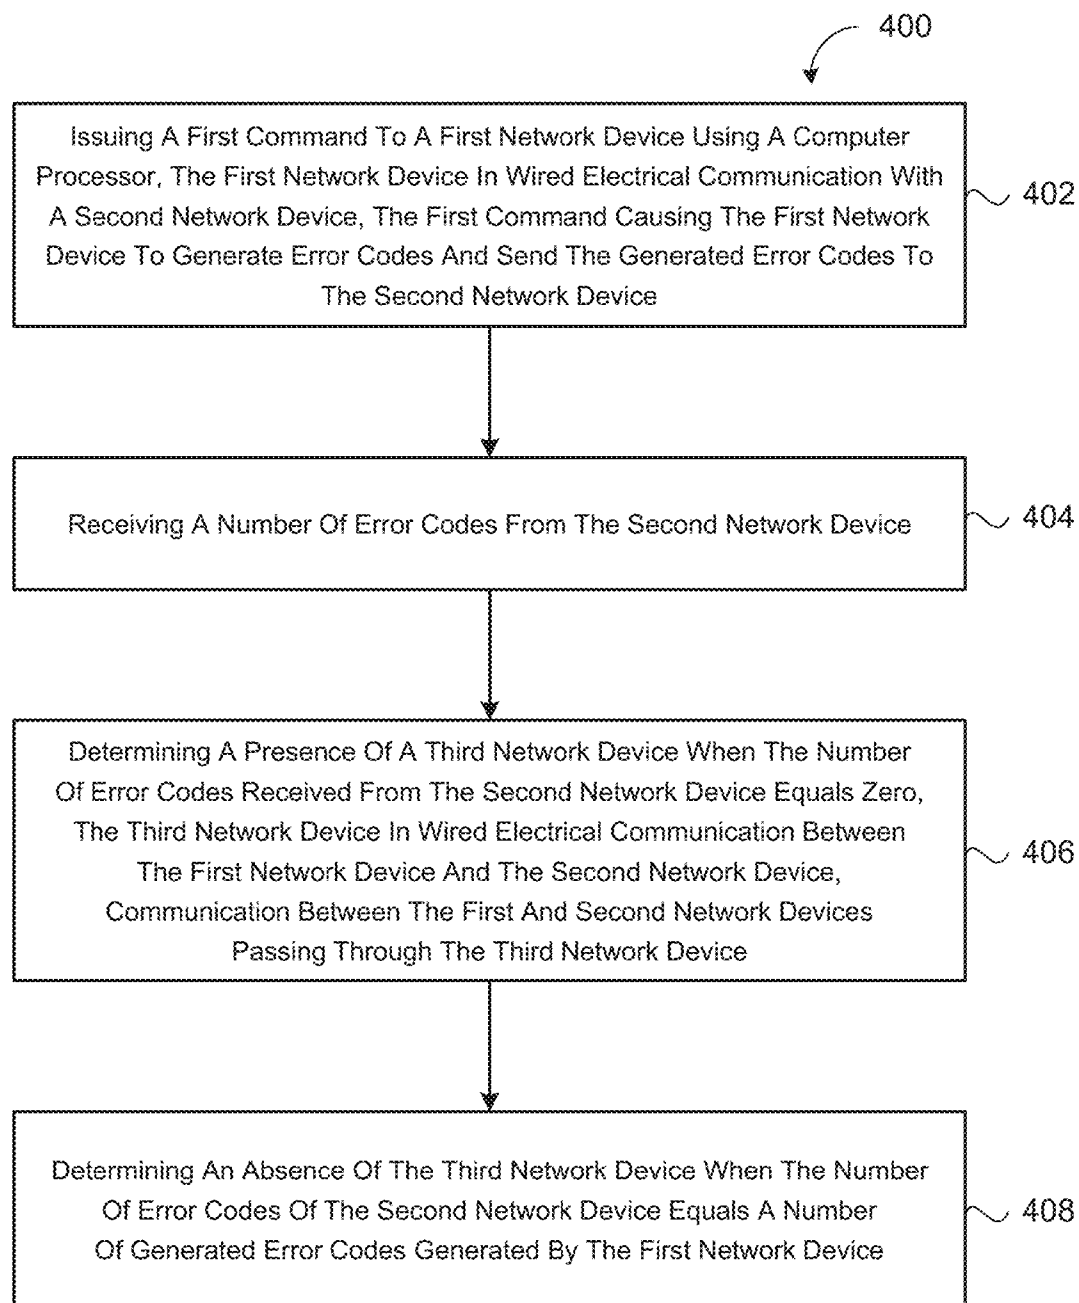 400
Issuing A First Command To A First Network Device Using A Computer
Processor, The First Network Device In Wired Electrical Communication With
A Second Network Device, The First Command Causing The First Network
Device To Generate Error Codes And Send The Generated Error Codes To
The Second Network Device
402
Receiving A Number Of Error Codes From The Second Network Device
404
Determining A Presence Of A Third Network Device When The Number
Of Error Codes Received From The Second Network Device Equals Zero,
The Third Network Device In Wired Electrical Communication Between
The First Network Device And The Second Network Device,
Communication Between The First And Second Network Devices
Passing Through The Third Network Device
406
Determining An Absence Of The Third Network Device When The Number
Of Error Codes Of The Second Network Device Equals A Number
Of Generated Error Codes Generated By The First Network Device
408